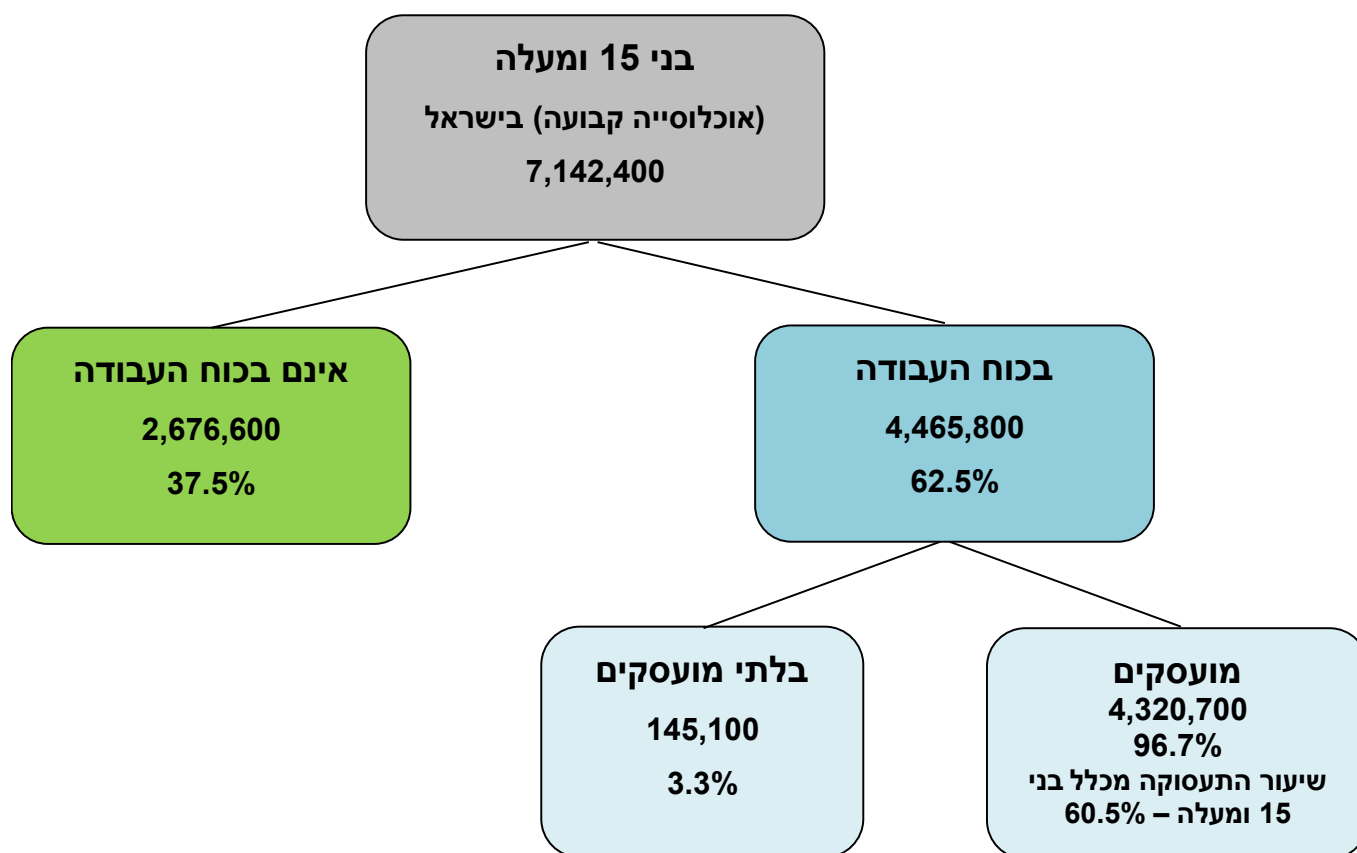 בני 15 ומעלה
(אוכלוסייה קבועה) בישראל
7,142,400
בכוח העבודה
4,465,800
62.5%
אינם בכוח העבודה
2,676,600
37.5%
מועסקים
4,320,700
96.7%
שיעור התעסוקה מכלל בני
15 ומעלה – 60.5%
בלתי מועסקים
145,100
3.3%